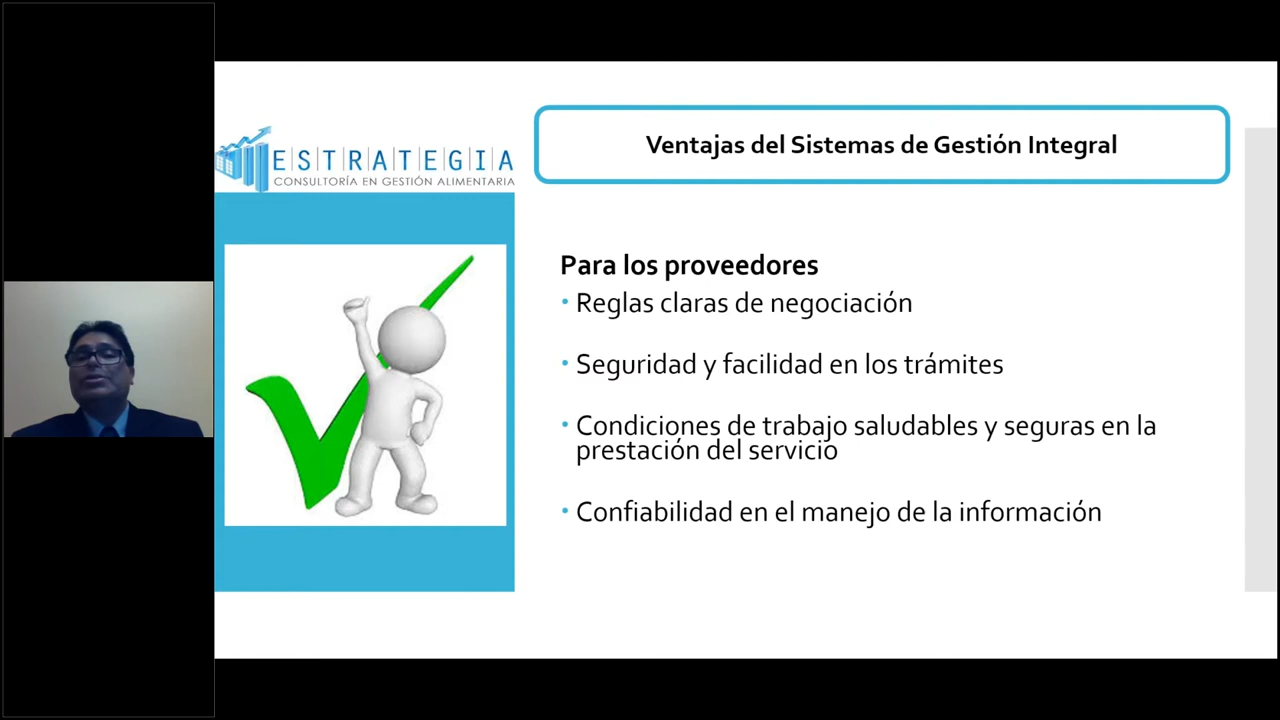 ESTRATEGIA
CONSULTORÍA EN GESTIÓN ALIMENTARIA
Ventajas del Sistemas de Gestión Integral
Para los proveedores
• Reglas claras de negociación
• Seguridad y facilidad en los trámites
• Condiciones de trabajo saludables y seguras en la
prestación del servicio
• Confiabilidad en el manejo de la información